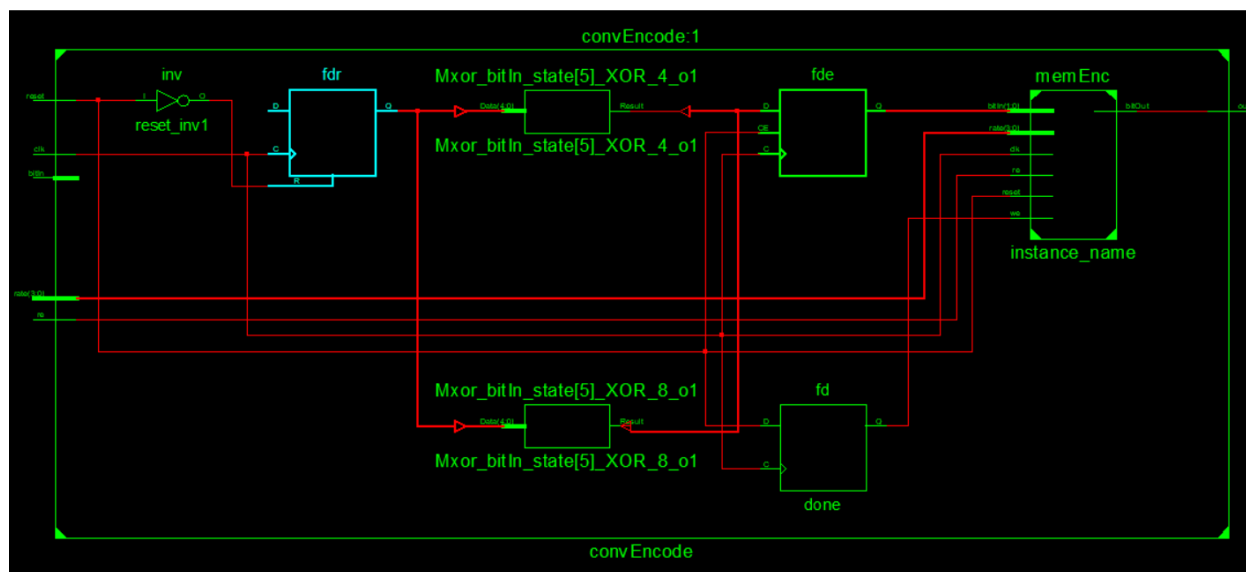 convEncode:1
inv
fdr
Mxor_bitIn_state[5]_XOR_4_o1
fde
memEnc
reset
I
O
D
Q
Data(4:0)
Result
D
Q
bitIn(1:0)
bitOut
reset_inv1
CE
rate(3:0)
Mxor_bitIn_state[5]_XOR_4_o1
clk
C
C
clk
bitIn
R
re
reset
we
instance_name
rate(3:0)
re
Mxor_bitIn_state[5]_XOR_8_o1
fd
Data(4:0)
Result
D
Q
Mxor_bitIn_state[5]_XOR_8_o1
C
done
convEncode